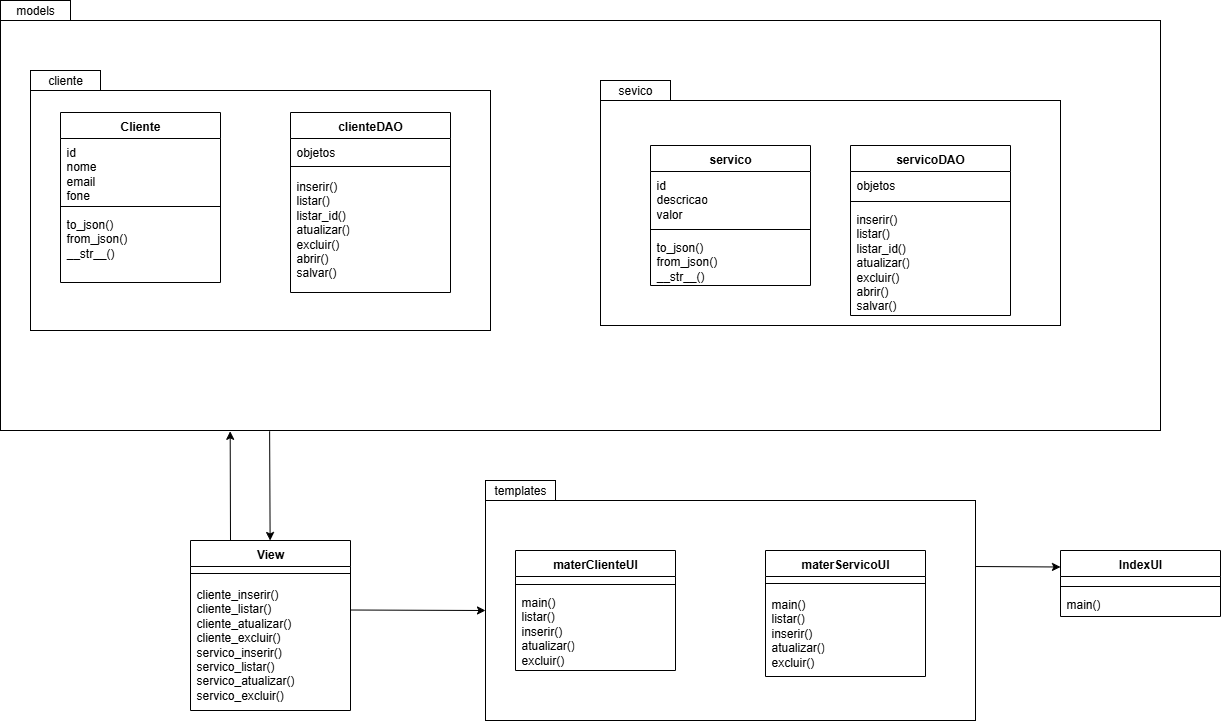 models
cliente
Cliente
id
nome
email
fone
to_json()
from_json()
__str__()
clienteDAO
objetos
inserir()
listar()
listar_id()
atualizar()
excluir()
abrir()
salvar()
sevico
servico
id
descricao
valor
to_json()
from_json()
__str__()
servicoDAO
objetos
inserir()
listar()
listar_id()
atualizar()
excluir()
abrir()
salvar()
View
cliente_inserir()
cliente_listar()
cliente_atualizar()
cliente_excluir()
servico_inserir()
servico_listar()
servico_atualizar()
servico_excluir()
templates
materClienteUI
main()
listar()
inserir()
atualizar()
excluir()
materServicoUI
main()
listar()
inserir()
atualizar()
excluir()
IndexUI
main()